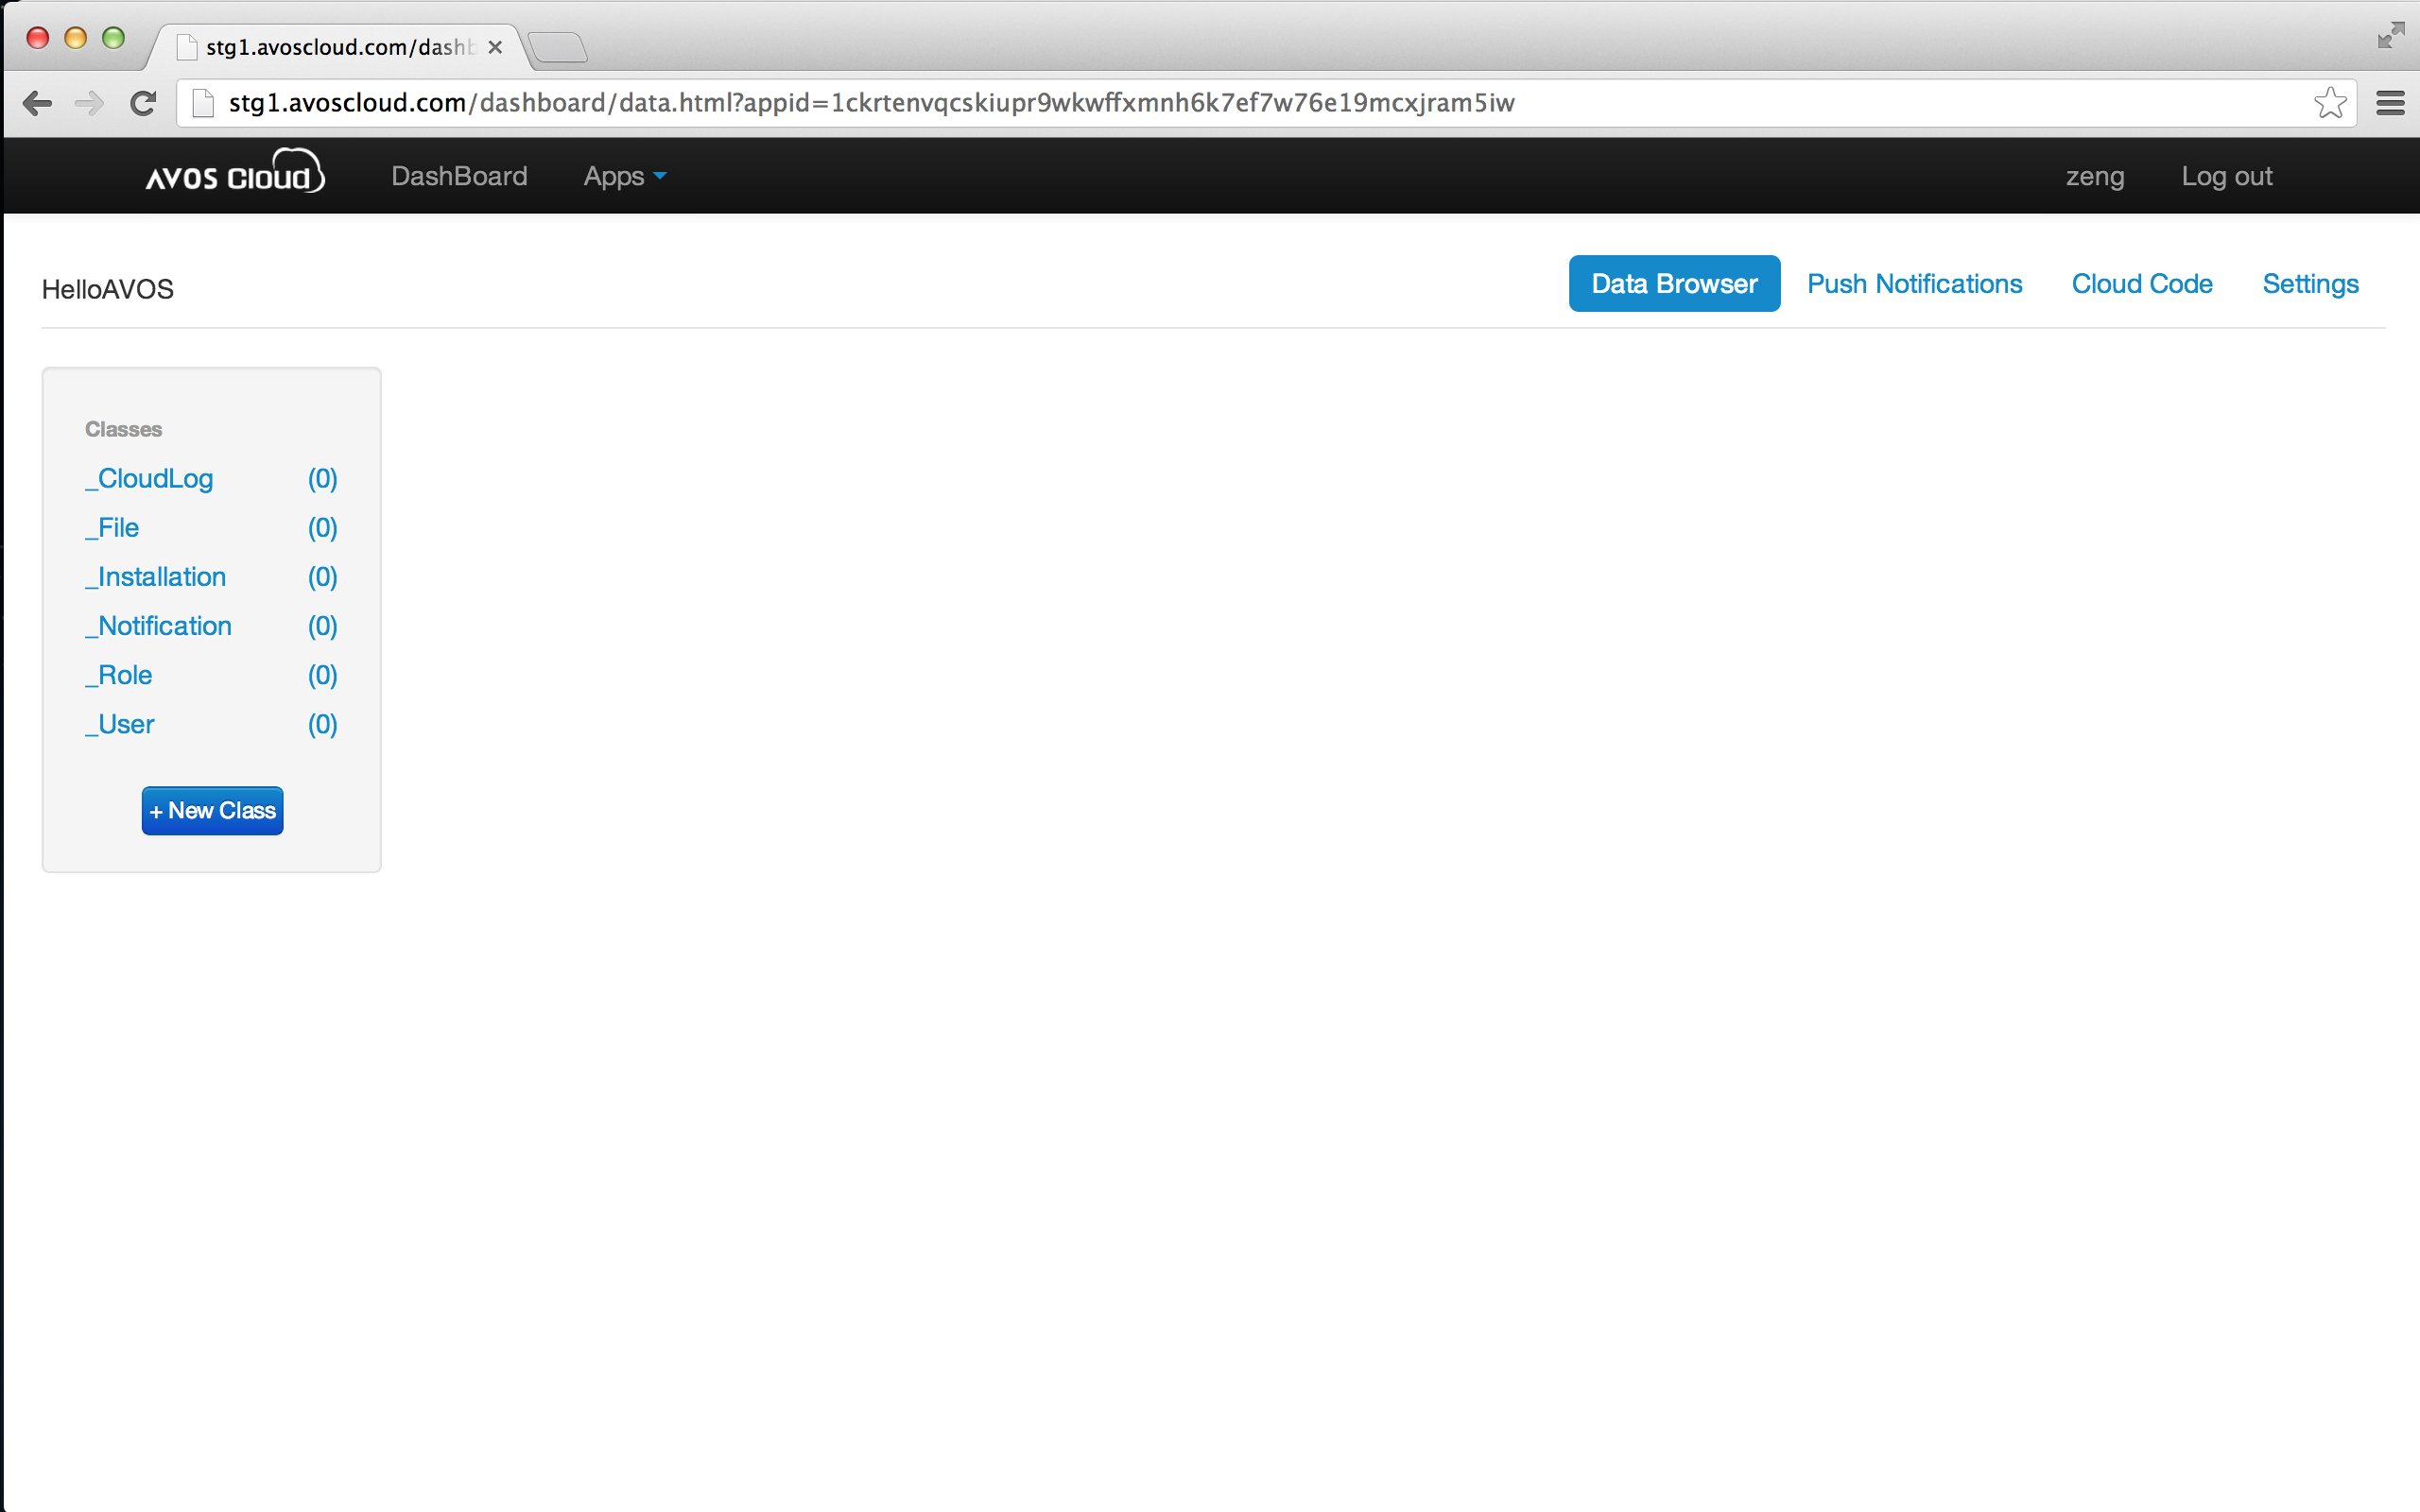 stg1.avoscloud.com/dashb
stg1.avoscloud.com/dashboard/data.html?appid=1ckrtenvqcskiupr9wkwffxmnh6k7ef7w76e19mcxjram5iw
AVOS Cloud DashBoard Apps zeng Log out
HelloAVOS Data Browser Push Notifications Cloud Code Settings
Classes
_CloudLog (0)
_File (0)
_Installation (0)
_Notification (0)
_Role (0)
_User (0)
+ New Class